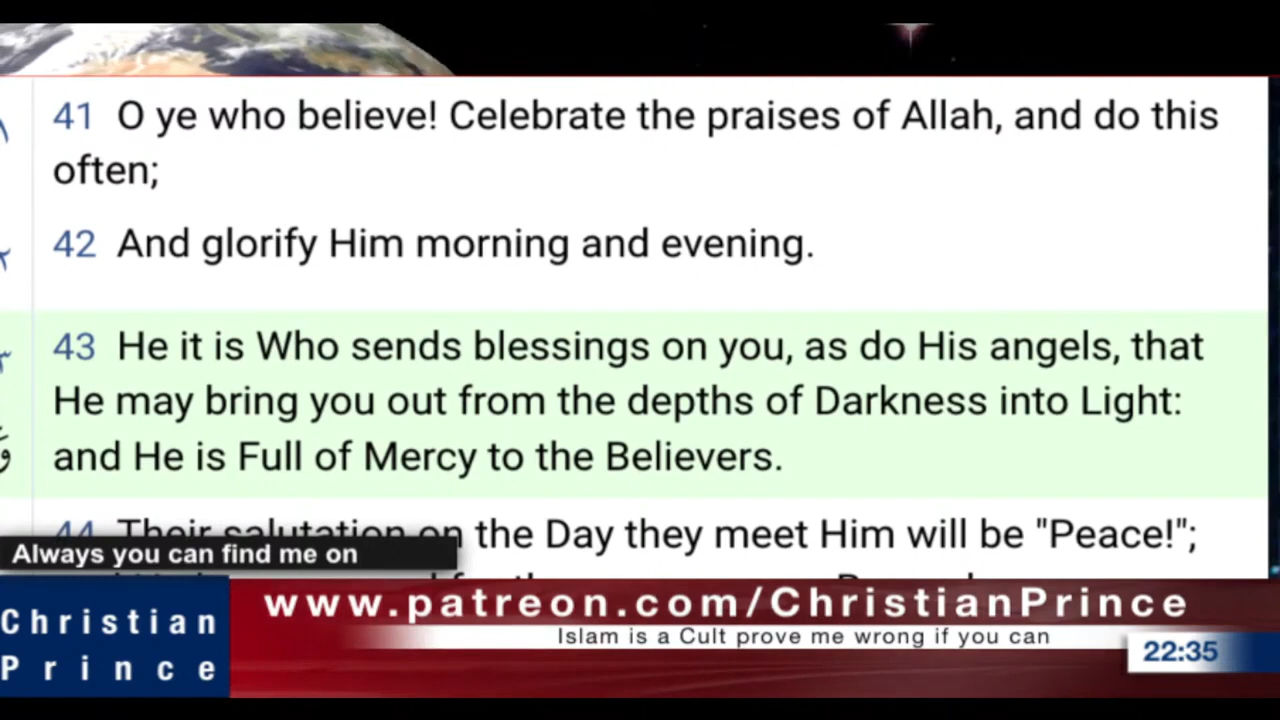 41 O ye who believe! Celebrate the praises of Allah, and do this
often;
42 And glorify Him morning and evening.
43 He it is Who sends blessings on you, as do His angels, that
He may bring you out from the depths of Darkness into Light:
and He is Full of Mercy to the Believers.
44 Their salutation on the Day they meet Him will be "Peace!";
Always you can find me on
Christian
Prince
www.patreon.com/ChristianPrince
Islam is a Cult prove me wrong if you can
22:35